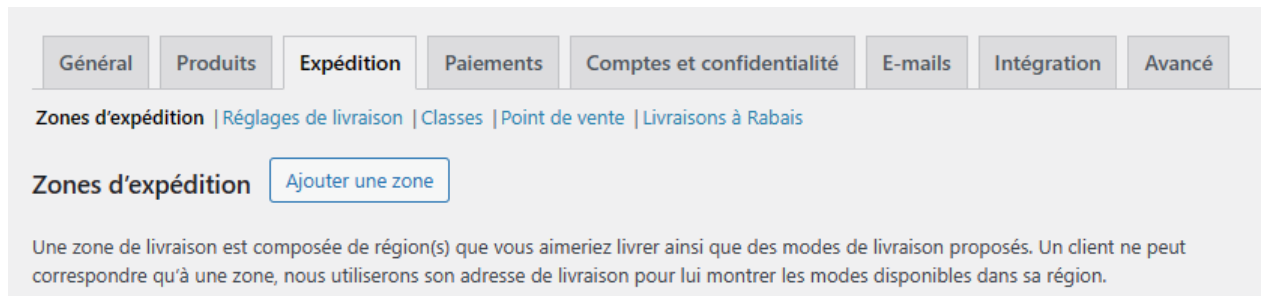 Général Produits Expédition Paiements Comptes et confidentialité E-mails Intégration Avancé
Zones d’expédition | Réglages de livraison | Classes | Point de vente | Livraisons à Rabais
Zones d’expédition Ajouter une zone
Une zone de livraison est composée de région(s) que vous aimeriez livrer ainsi que des modes de livraison proposés. Un client ne peut
correspondre qu’à une zone, nous utiliserons son adresse de livraison pour lui montrer les modes disponibles dans sa région.